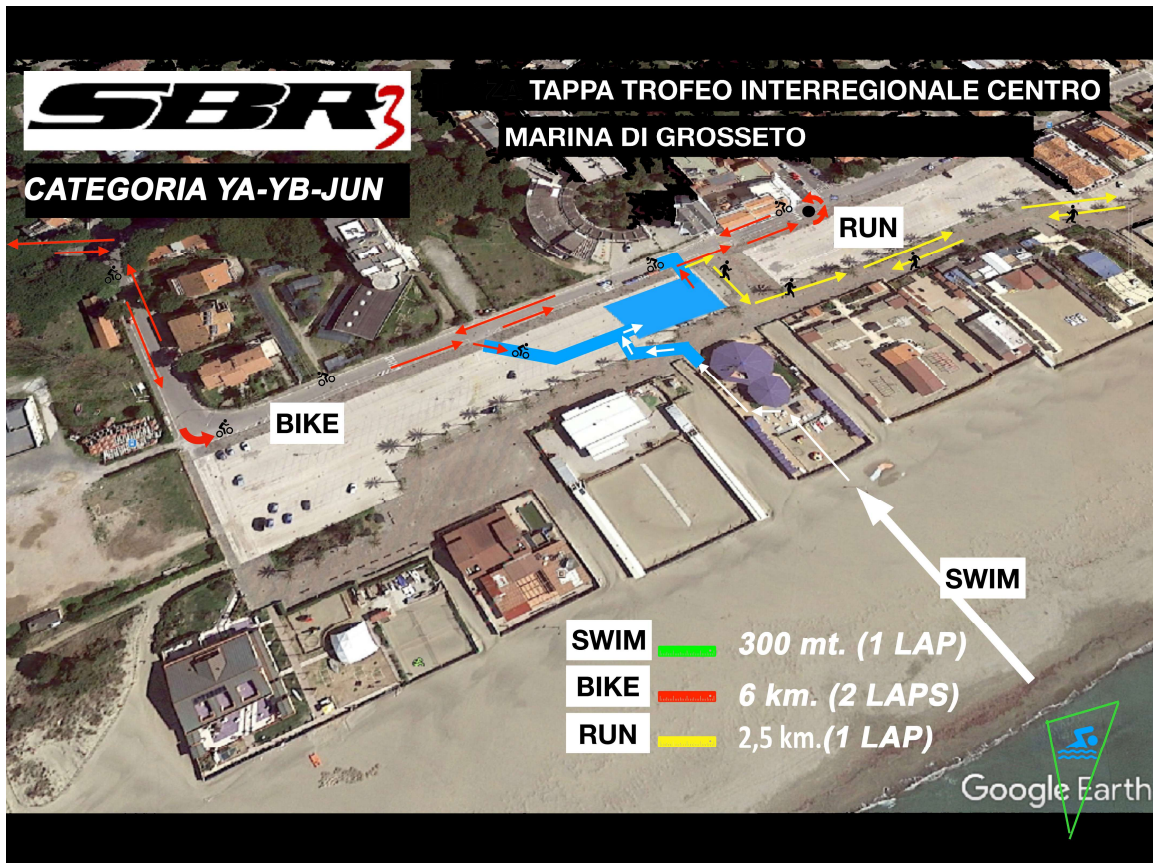 SBR3
TAPPA TROFEO INTERREGIONALE CENTRO
MARINA DI GROSSETO
CATEGORIA YA-YB-JUN
RUN
BIKE
SWIM
SWIM 300 mt. (1 LAP)
BIKE 6 km. (2 LAPS)
RUN 2,5 km.(1 LAP)
Google Earth